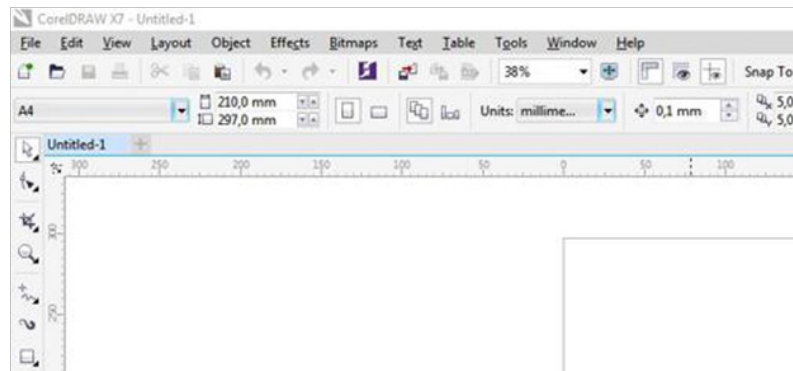 CorelDRAW X7 - Untitled-1
File Edit View Layout Object Effects Bitmaps Text Table Tools Window Help
38% Snap To
A4 210,0 mm Units: millime... 0,1 mm 5,0
297,0 mm 5,0
Untitled-1
300 250 200 150 100 50 0 50 100
300
250